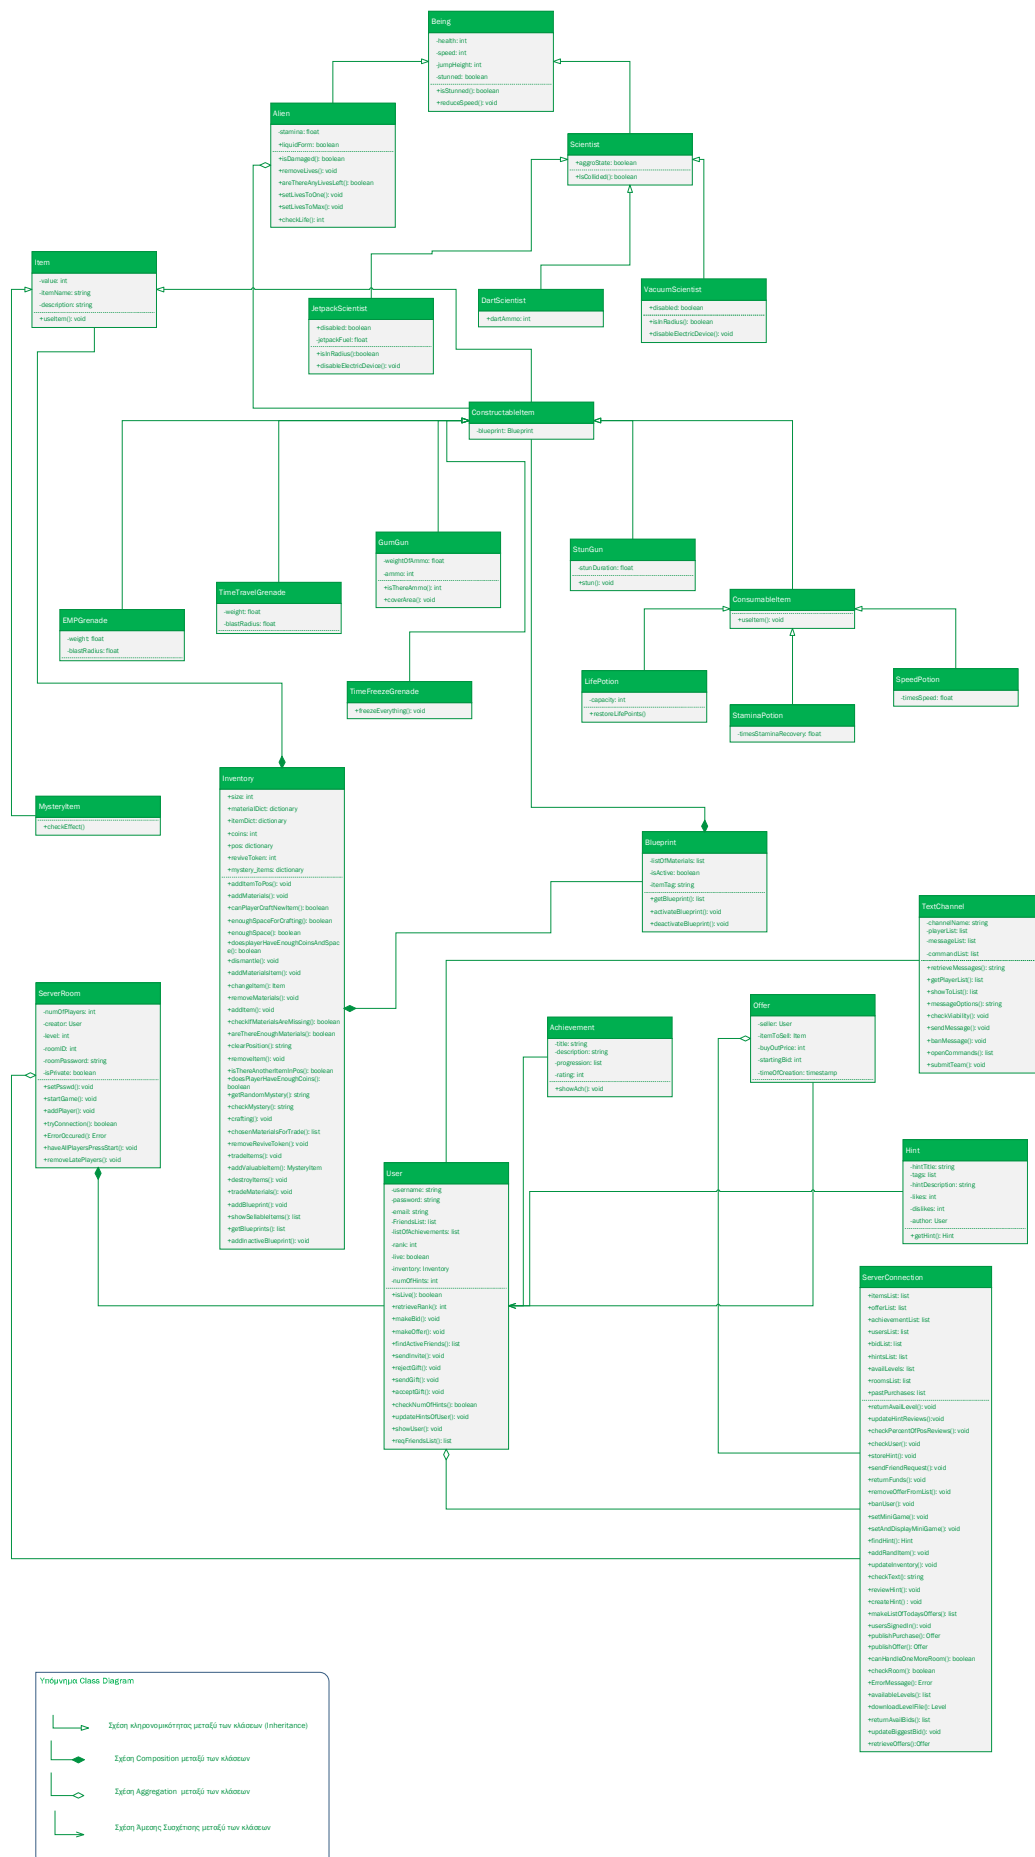 Being
-health: int
-speed: int
-jumpHeight: int
-stunned: boolean
+isStunned(): boolean
+reduceSpeed(): void
Alien
-stamina: float
+liquidForm: boolean
+isDamaged(): boolean
+removeLives(): void
+areThereAnyLivesLeft(): boolean
+setLivesToOne(): void
+setLivesToMax(): void
+checkLife(): int
Scientist
+aggroState: boolean
+IsCollided(): boolean
Item
-value: int
-itemName: string
-description: string
+useItem(): void
JetpackScientist
+disabled: boolean
-jetpackFuel: float
+isInRadius():boolean
+disableElectricDevice(): void
DartScientist
+dartAmmo: int
VacuumScientist
+disabled: boolean
+isInRadius(): boolean
+disableElectricDevice(): void
ConstructableItem
-blueprint: Blueprint
GumGun
-weightOfAmmo: float
-ammo: int
+isThereAmmo(): int
+coverArea(): void
StunGun
-stunDuration: float
+stun(): void
TimeTravelGrenade
-weight: float
-blastRadius: float
EMPGrenade
-weight: float
-blastRadius: float
ConsumableItem
+useItem(): void
TimeFreezeGrenade
+freezeEverything(): void
LifePotion
-capacity: int
+restoreLifePoints()
SpeedPotion
-timesSpeed: float
StaminaPotion
-timesStaminaRecovery: float
MysteryItem
+checkEffect()
Inventory
+size: int
+materialDict: dictionary
+itemDict: dictionary
+coins: int
+pos: dictionary
+reviveToken: int
+mystery_items: dictionary
+addItemToPos(): void
+addMaterials(): void
+canPlayerCraftNewItem(): boolean
+enoughSpaceForCrafting(): boolean
+enoughSpace(): boolean
+doesplayerHaveEnoughCoinsAndSpac
e(): boolean
+dismantle(): void
+addMaterialsItem(): void
+changeItem(): Item
+removeMaterials(): void
+addItem(): void
+checkIfMaterialsAreMissing(): boolean
+areThereEnoughMaterials(): boolean
+clearPosition(): string
+removeItem(): void
+isThereAnotherItemInPos(): boolean
+doesPlayerHaveEnoughCoins():
boolean
+getRandomMystery(): string
+checkMystery(): string
+crafting(): void
+chosenMaterialsForTrade(): list
+removeReviveToken(): void
+tradeItems(): void
+addValuableItem(): MysteryItem
+destroyItems(): void
+tradeMaterials(): void
+addBlueprint(): void
+showSellableItems(): list
+getBlueprints(): list
+addInactiveBlueprint(): void
Blueprint
-listOfMaterials: list
-isActive: boolean
-itemTag: string
+getBlueprint(): list
+activateBlueprint(): void
+deactivateBlueprint(): void
TextChannel
-channelName: string
-playerList: list
-messageList: list
-commandList: list
+retrieveMessages(): string
+getPlayerList(): list
+showToList(): list
+messageOptions(): string
+checkViability(): void
+sendMessage(): void
+banMessage(): void
+openCommands(): list
+submitTeam(): void
ServerRoom
-numOfPlayers: int
-creator: User
-level: int
-roomID: int
-roomPassword: string
-isPrivate: boolean
+setPsswd(): void
+startGame(): void
+addPlayer(): void
+tryConnection(): boolean
+ErrorOccured(): Error
+haveAllPlayersPressStart(): void
+removeLatePlayers(): void
Offer
-seller: User
-itemToSell: Item
-buyOutPrice: int
-startingBid: int
-timeOfCreation: timestamp
Achievement
-title: string
-description: string
-progression: list
-rating: int
+showAch(): void
Hint
-hintTitle: string
-tags: list
-hintDescription: string
-likes: int
-dislikes: int
-author: User
+getHint(): Hint
User
-username: string
-password: string
-email: string
-FriendsList: list
-listOfAchievements: list
-rank: int
-live: boolean
-inventory: Inventory
-numOfHints: int
+isLive(): boolean
+retrieveRank(): int
+makeBid(): void
+makeOffer(): void
+findActiveFriends(): list
+sendInvite(): void
+rejectGift(): void
+sendGift(): void
+acceptGift(): void
+checkNumOfHints(): boolean
+updateHintsOfUser(): void
+showUser(): void
+reqFriendsList(): list
ServerConnection
+itemsList: list
+offerList: list
+achievementList: list
+usersList: list
+bidList: list
+hintsList: list
+availLevels: list
+roomsList: list
+pastPurchases: list
+returnAvailLevel(): void
+updateHintReviews():void
+checkPercentOfPosReviews(): void
+checkUser(): void
+storeHint(): void
+sendFriendRequest(): void
+returnFunds(): void
+removeOfferFromList(): void
+banUser(): void
+setMiniGame(): void
+setAndDisplayMiniGame(): void
+findHint(): Hint
+addRandItem(): void
+updateInventory(): void
+checkText(): string
+reviewHint(): void
+createHint() : void
+makeListOfTodaysOffers(): list
+usersSignedIn(): void
+publishPurchase(): Offer
+publishOffer(): Offer
+canHandleOneMoreRoom(): boolean
+checkRoom(): boolean
+ErrorMessage(): Error
+availableLevels(): list
+downloadLevelFile(): Level
+returnAvailBids(): list
+updateBiggestBid(): void
+retrieveOffers():Offer
Υπόμνημα Class Diagram
Σχέση κληρονομικότητας μεταξύ των κλάσεων (Inheritance)
Σχέση Composition μεταξύ των κλάσεων
Σχέση Aggregation μεταξύ των κλάσεων
Σχέση Άμεσης Συσχέτισης μεταξύ των κλάσεων